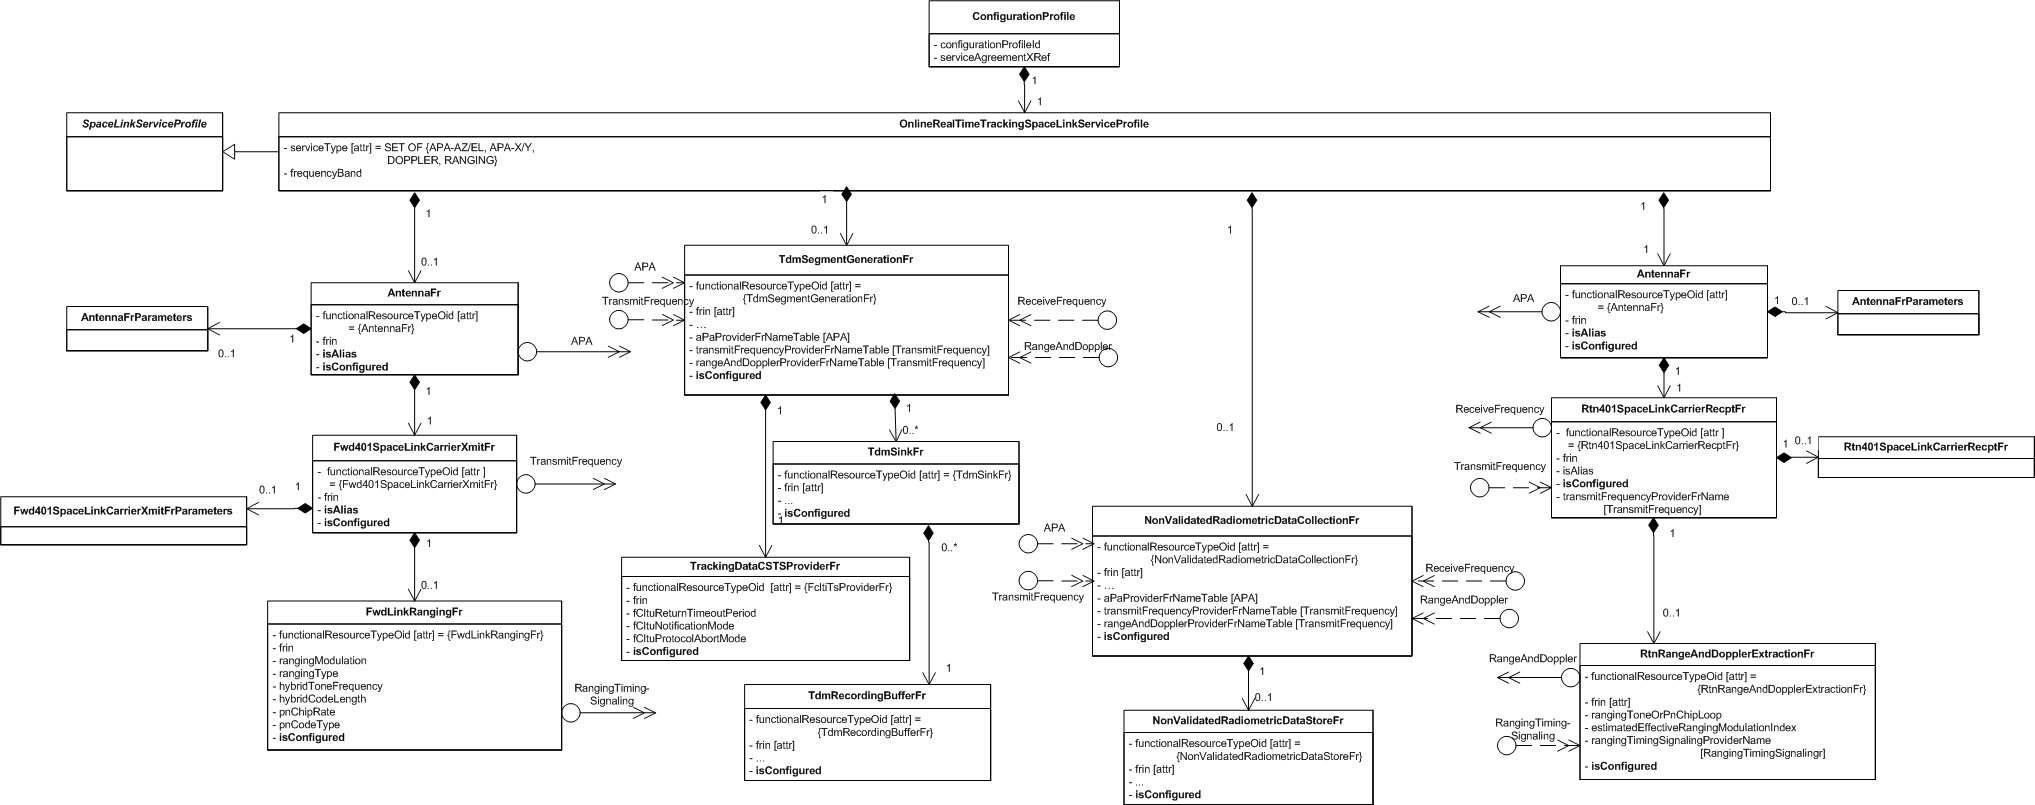 ConfigurationProfile
- configurationProfileId
- serviceAgreementXRef
1
1
SpaceLinkServiceProfile
OnlineRealTimeTrackingSpaceLinkServiceProfile
- serviceType [attr] = SET OF {APA-AZ/EL, APA-X/Y,
DOPPLER, RANGING}
- frequencyBand
1
0..1
1
0..1
1
0..1
1
1
AntennaFr
- functionalResourceTypeOid [attr]
= {AntennaFr}
- frin
- isAlias
- isConfigured
AntennaFrParameters
1
0..1
APA
1
1
Fwd401SpaceLinkCarrierXmitFr
- functionalResourceTypeOid [attr ]
= {Fwd401SpaceLinkCarrierXmitFr}
- frin
- isAlias
- isConfigured
TransmitFrequency
Fwd401SpaceLinkCarrierXmitFrParameters
0..1
1
1
0..1
FwdLinkRangingFr
- functionalResourceTypeOid [attr] = {FwdLinkRangingFr}
- frin
- rangingModulation
- rangingType
- hybridToneFrequency
- hybridCodeLength
- pnChipRate
- pnCodeType
- isConfigured
RangingTiming-
Signaling
TdmSegmentGenerationFr
- functionalResourceTypeOid [attr] =
{TdmSegmentGenerationFr}
- frin [attr]
- ...
- aPaProviderFrNameTable [APA]
- transmitFrequencyProviderFrNameTable [TransmitFrequency]
- rangeAndDopplerProviderFrNameTable [TransmitFrequency]
- isConfigured
APA
TransmitFrequency
ReceiveFrequency
RangeAndDoppler
1
1
1
0..*
TdmSinkFr
- functionalResourceTypeOid [attr] = {TdmSinkFr}
- frin [attr]
- ...
- isConfigured
0..*
1
TrackingDataCSTSProviderFr
- functionalResourceTypeOid [attr] = {FcltiTsProviderFr}
- frin
- fCltuReturnTimeoutPeriod
- fCltuNotificationMode
- fCltuProtocolAbortMode
- isConfigured
TdmRecordingBufferFr
- functionalResourceTypeOid [attr] =
{TdmRecordingBufferFr}
- frin [attr]
- ...
- isConfigured
NonValidatedRadiometricDataCollectionFr
- functionalResourceTypeOid [attr] =
{NonValidatedRadiometricDataCollectionFr}
- frin [attr]
- ...
- aPaProviderFrNameTable [APA]
- transmitFrequencyProviderFrNameTable [TransmitFrequency]
- rangeAndDopplerProviderFrNameTable [TransmitFrequency]
- isConfigured
APA
TransmitFrequency
ReceiveFrequency
RangeAndDoppler
1
0..1
NonValidatedRadiometricDataStoreFr
- functionalResourceTypeOid [attr] =
{NonValidatedRadiometricDataStoreFr}
- frin [attr]
- ...
- isConfigured
AntennaFr
- functionalResourceTypeOid [attr]
= {AntennaFr}
- frin
- isAlias
- isConfigured
APA
1
0..1
AntennaFrParameters
1
1
Rtn401SpaceLinkCarrierRecptFr
- functionalResourceTypeOid [attr ]
= {Rtn401SpaceLinkCarrierRecptFr}
- frin
- isAlias
- isConfigured
- transmitFrequencyProviderFrName
[TransmitFrequency]
ReceiveFrequency
TransmitFrequency
1
0..1
Rtn401SpaceLinkCarrierRecptFr
1
0..1
RtnRangeAndDopplerExtractionFr
- functionalResourceTypeOid [attr] =
{RtnRangeAndDopplerExtractionFr}
- frin [attr]
- rangingToneOrPnChipLoop
- estimatedEffectiveRangingModulationIndex
- rangingTimingSignalingProviderName
[RangingTimingSignalingr]
- isConfigured
RangeAndDoppler
RangingTiming-
Signaling